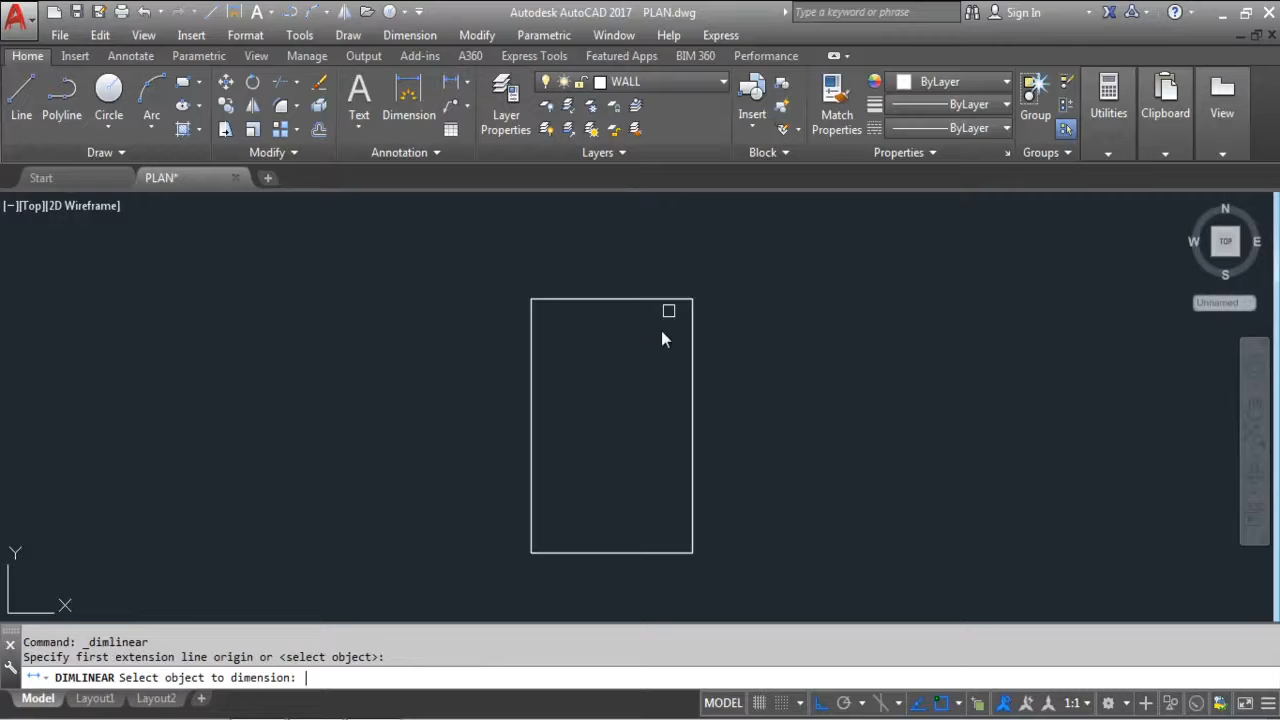 Autodesk AutoCAD 2017 PLAN.dwg
Type a keyword or phrase
Sign In
File Edit View Insert Format Tools Draw Dimension Modify Parametric Window Help Express
Home Insert Annotate Parametric View Manage Output Add-ins A360 Express Tools Featured Apps BIM 360 Performance
WALL
ByLayer
ByLayer
ByLayer
Line Polyline Circle Arc Text Dimension Layer Properties Insert Match Properties Group Utilities Clipboard View
Draw Modify Annotation Layers Block Properties Groups
Start PLAN*
[−][Top][2D Wireframe]
N
W TOP E
S
Unnamed
Y
X
Command: _dimlinear
Specify first extension line origin or <select object>:
DIMLINEAR Select object to dimension:
Model Layout1 Layout2 +
MODEL 1:1